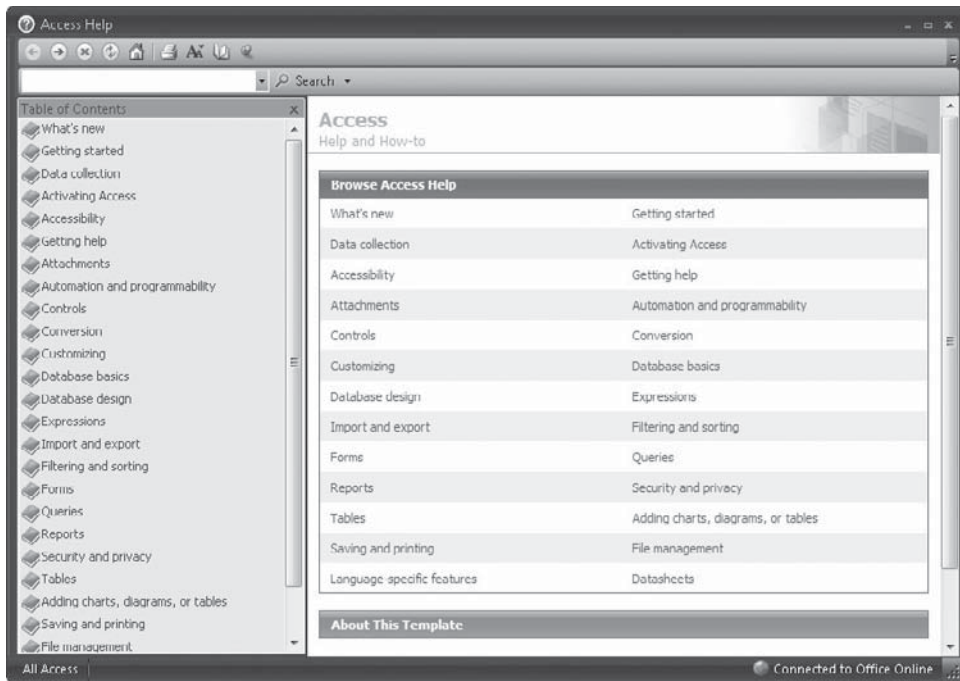 Access Help
Search
Table of Contents
What's new
Getting started
Data collection
Activating Access
Accessibility
Getting help
Attachments
Automation and programmability
Controls
Conversion
Customizing
Database basics
Database design
Expressions
Import and export
Filtering and sorting
Forms
Queries
Reports
Security and privacy
Tables
Adding charts, diagrams, or tables
Saving and printing
File management
Access
Help and How-to
Browse Access Help
What's new Getting started
Data collection Activating Access
Accessibility Getting help
Attachments Automation and programmability
Controls Conversion
Customizing Database basics
Database design Expressions
Import and export Filtering and sorting
Forms Queries
Reports Security and privacy
Tables Adding charts, diagrams, or tables
Saving and printing File management
Language-specific features Datasheets
About This Template
All Access Connected to Office Online